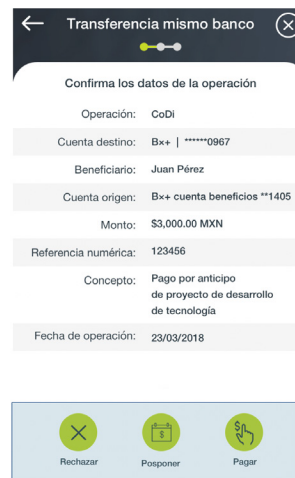 Transferencia mismo banco
Confirma los datos de la operación
Operación: CoDi
Cuenta destino: Bx+ | ******0967
Beneficiario: Juan Pérez
Cuenta origen: Bx+ cuenta beneficios **1405
Monto: $3,000.00 MXN
Referencia numérica: 123456
Concepto: Pago por anticipo
de proyecto de desarrollo
de tecnología
Fecha de operación: 23/03/2018
$ $
Rechazar Posponer Pagar